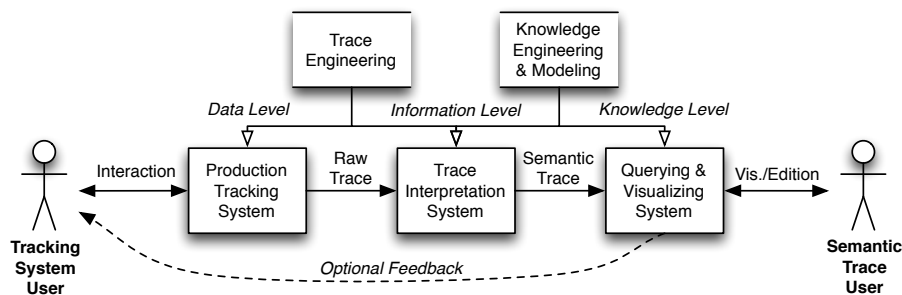 Trace
Engineering
Knowledge
Engineering
& Modeling
Data Level
Information Level
Knowledge Level
Interaction
Production
Tracking
System
Raw
Trace
Trace
Interpretation
System
Semantic
Trace
Querying &
Visualizing
System
Vis./Edition
Tracking
System
User
Optional Feedback
Semantic
Trace
User